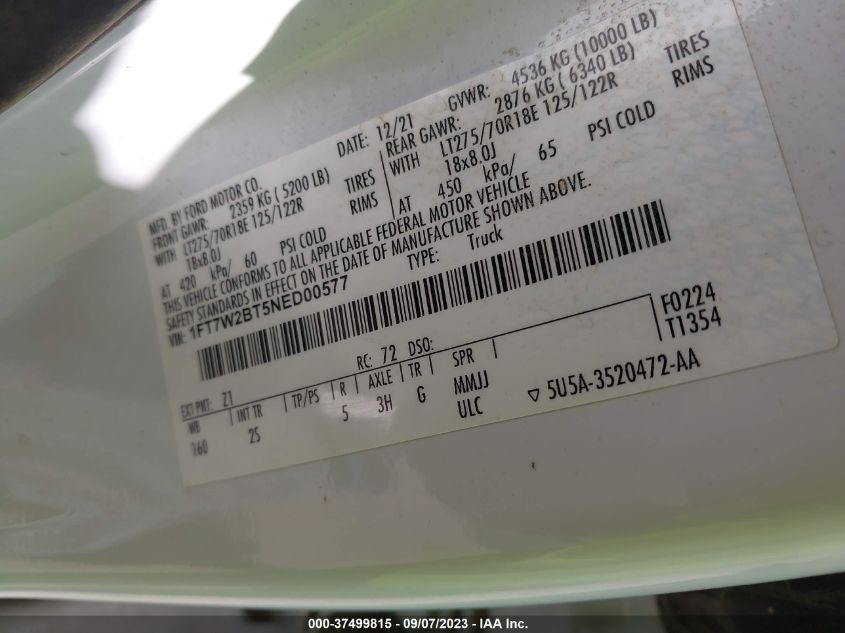 MFD. BY FORD MOTOR CO.
DATE: 12/21 GVWR: 4536 KG (10000 LB)
FRONT GAWR: 2359 KG ( 5200 LB) REAR GAWR: 2876 KG ( 6340 LB)
WITH LT275/70R18E 125/122R TIRES WITH LT275/70R18E 125/122R TIRES
18x8.0J RIMS 18x8.0J RIMS
AT 420 kPa/ 60 PSI COLD AT 450 kPa/ 65 PSI COLD
THIS VEHICLE CONFORMS TO ALL APPLICABLE FEDERAL MOTOR VEHICLE
SAFETY STANDARDS IN EFFECT ON THE DATE OF MANUFACTURE SHOWN ABOVE.
VIN: 1FT7W2BT5NED00577 TYPE: Truck
F0224
T1354
EXT PNT: Z1 RC: 72 DSO:
WB INT TR TP/PS R AXLE TR SPR
160 2S 5 3H G MMJJ
ULC
5U5A-3520472-AA
000-37499815 - 09/07/2023 - IAA Inc.